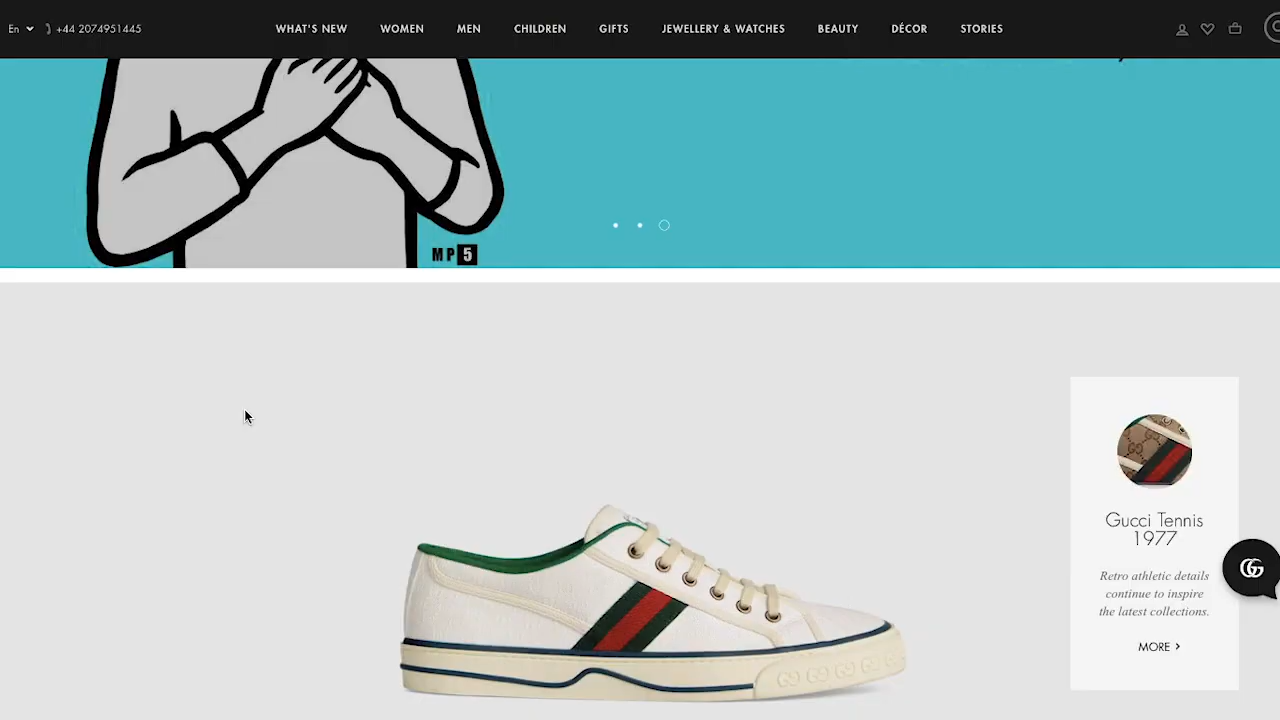 En +44 2074951445 WHAT'S NEW WOMEN MEN CHILDREN GIFTS JEWELLERY & WATCHES BEAUTY DÉCOR STORIES
MP5
Gucci Tennis
1977
Retro athletic details
continue to inspire
the latest collections.
MORE